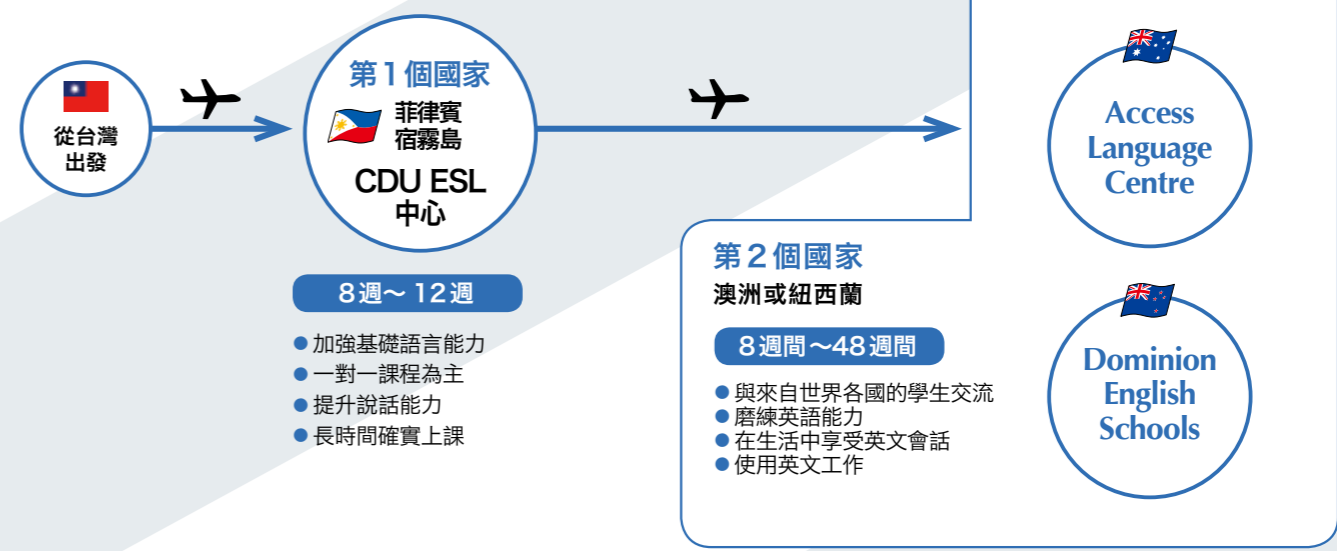 從台灣
出發
第1個國家
菲律賓
宿霧島
CDU ESL
中心
8週～12週
加強基礎語言能力
一對一課程為主
提升說話能力
長時間確實上課
第2個國家
澳洲或紐西蘭
8週間～48週間
與來自世界各國的學生交流
磨練英語能力
在生活中享受英文會話
使用英文工作
Access
Language
Centre
Dominion
English
Schools